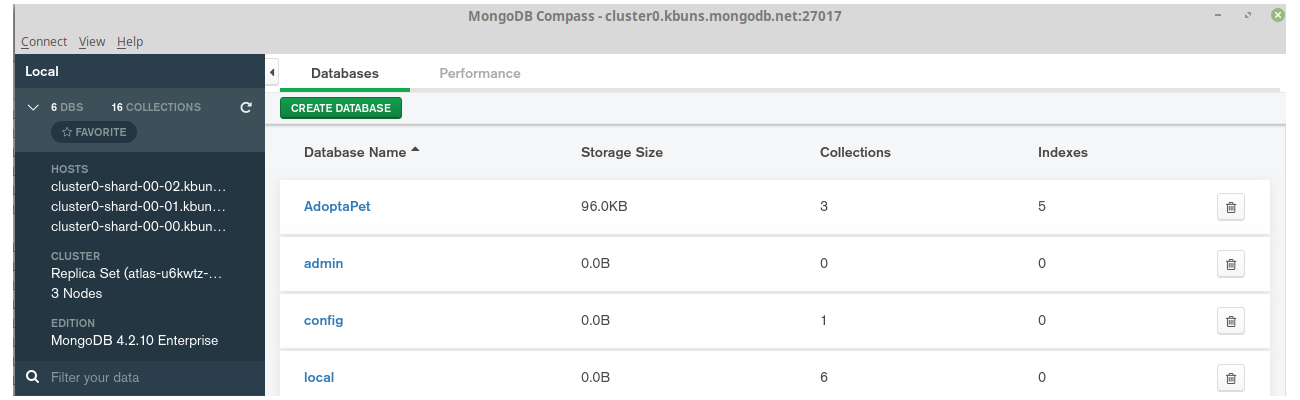 MongoDB Compass - cluster0.kbuns.mongodb.net:27017
Connect View Help
Local
6 DBS 16 COLLECTIONS
FAVORITE
HOSTS
cluster0-shard-00-02.kbun...
cluster0-shard-00-01.kbun...
cluster0-shard-00-00.kbun...
CLUSTER
Replica Set (atlas-u6kwtz-...
3 Nodes
EDITION
MongoDB 4.2.10 Enterprise
Filter your data
Databases Performance
CREATE DATABASE
Database Name Storage Size Collections Indexes
AdoptaPet 96.0KB 3 5
admin 0.0B 0 0
config 0.0B 1 0
local 0.0B 6 0